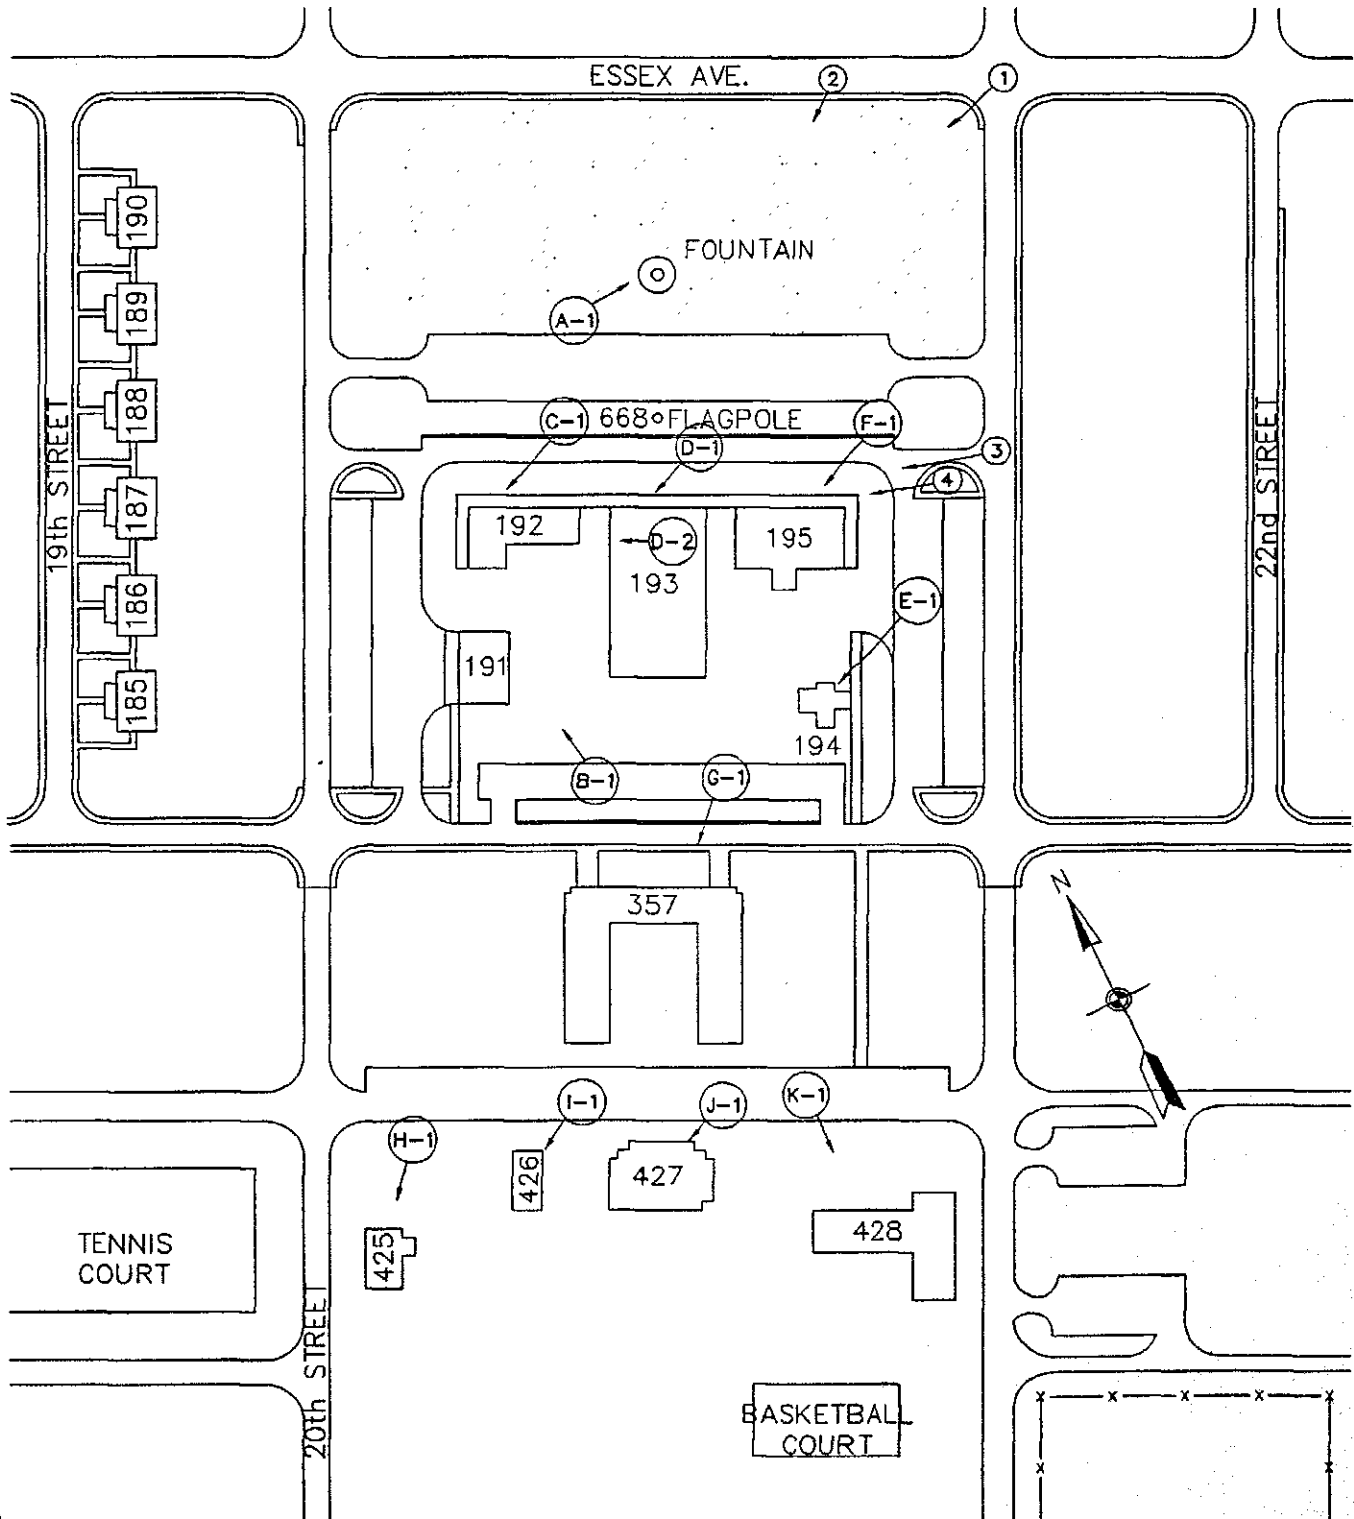 ESSEX AVE.
2
1
190
FOUNTAIN
189
A-1
188
C-1
668 FLAGPOLE
F-1
D-1
3
4
19th STREET
187
192
D-2
195
22nd STREET
193
186
E-1
191
185
194
B-1
G-1
357
N
I-1
J-1
K-1
H-1
426
427
425
428
TENNIS
COURT
20th STREET
BASKETBALL
COURT